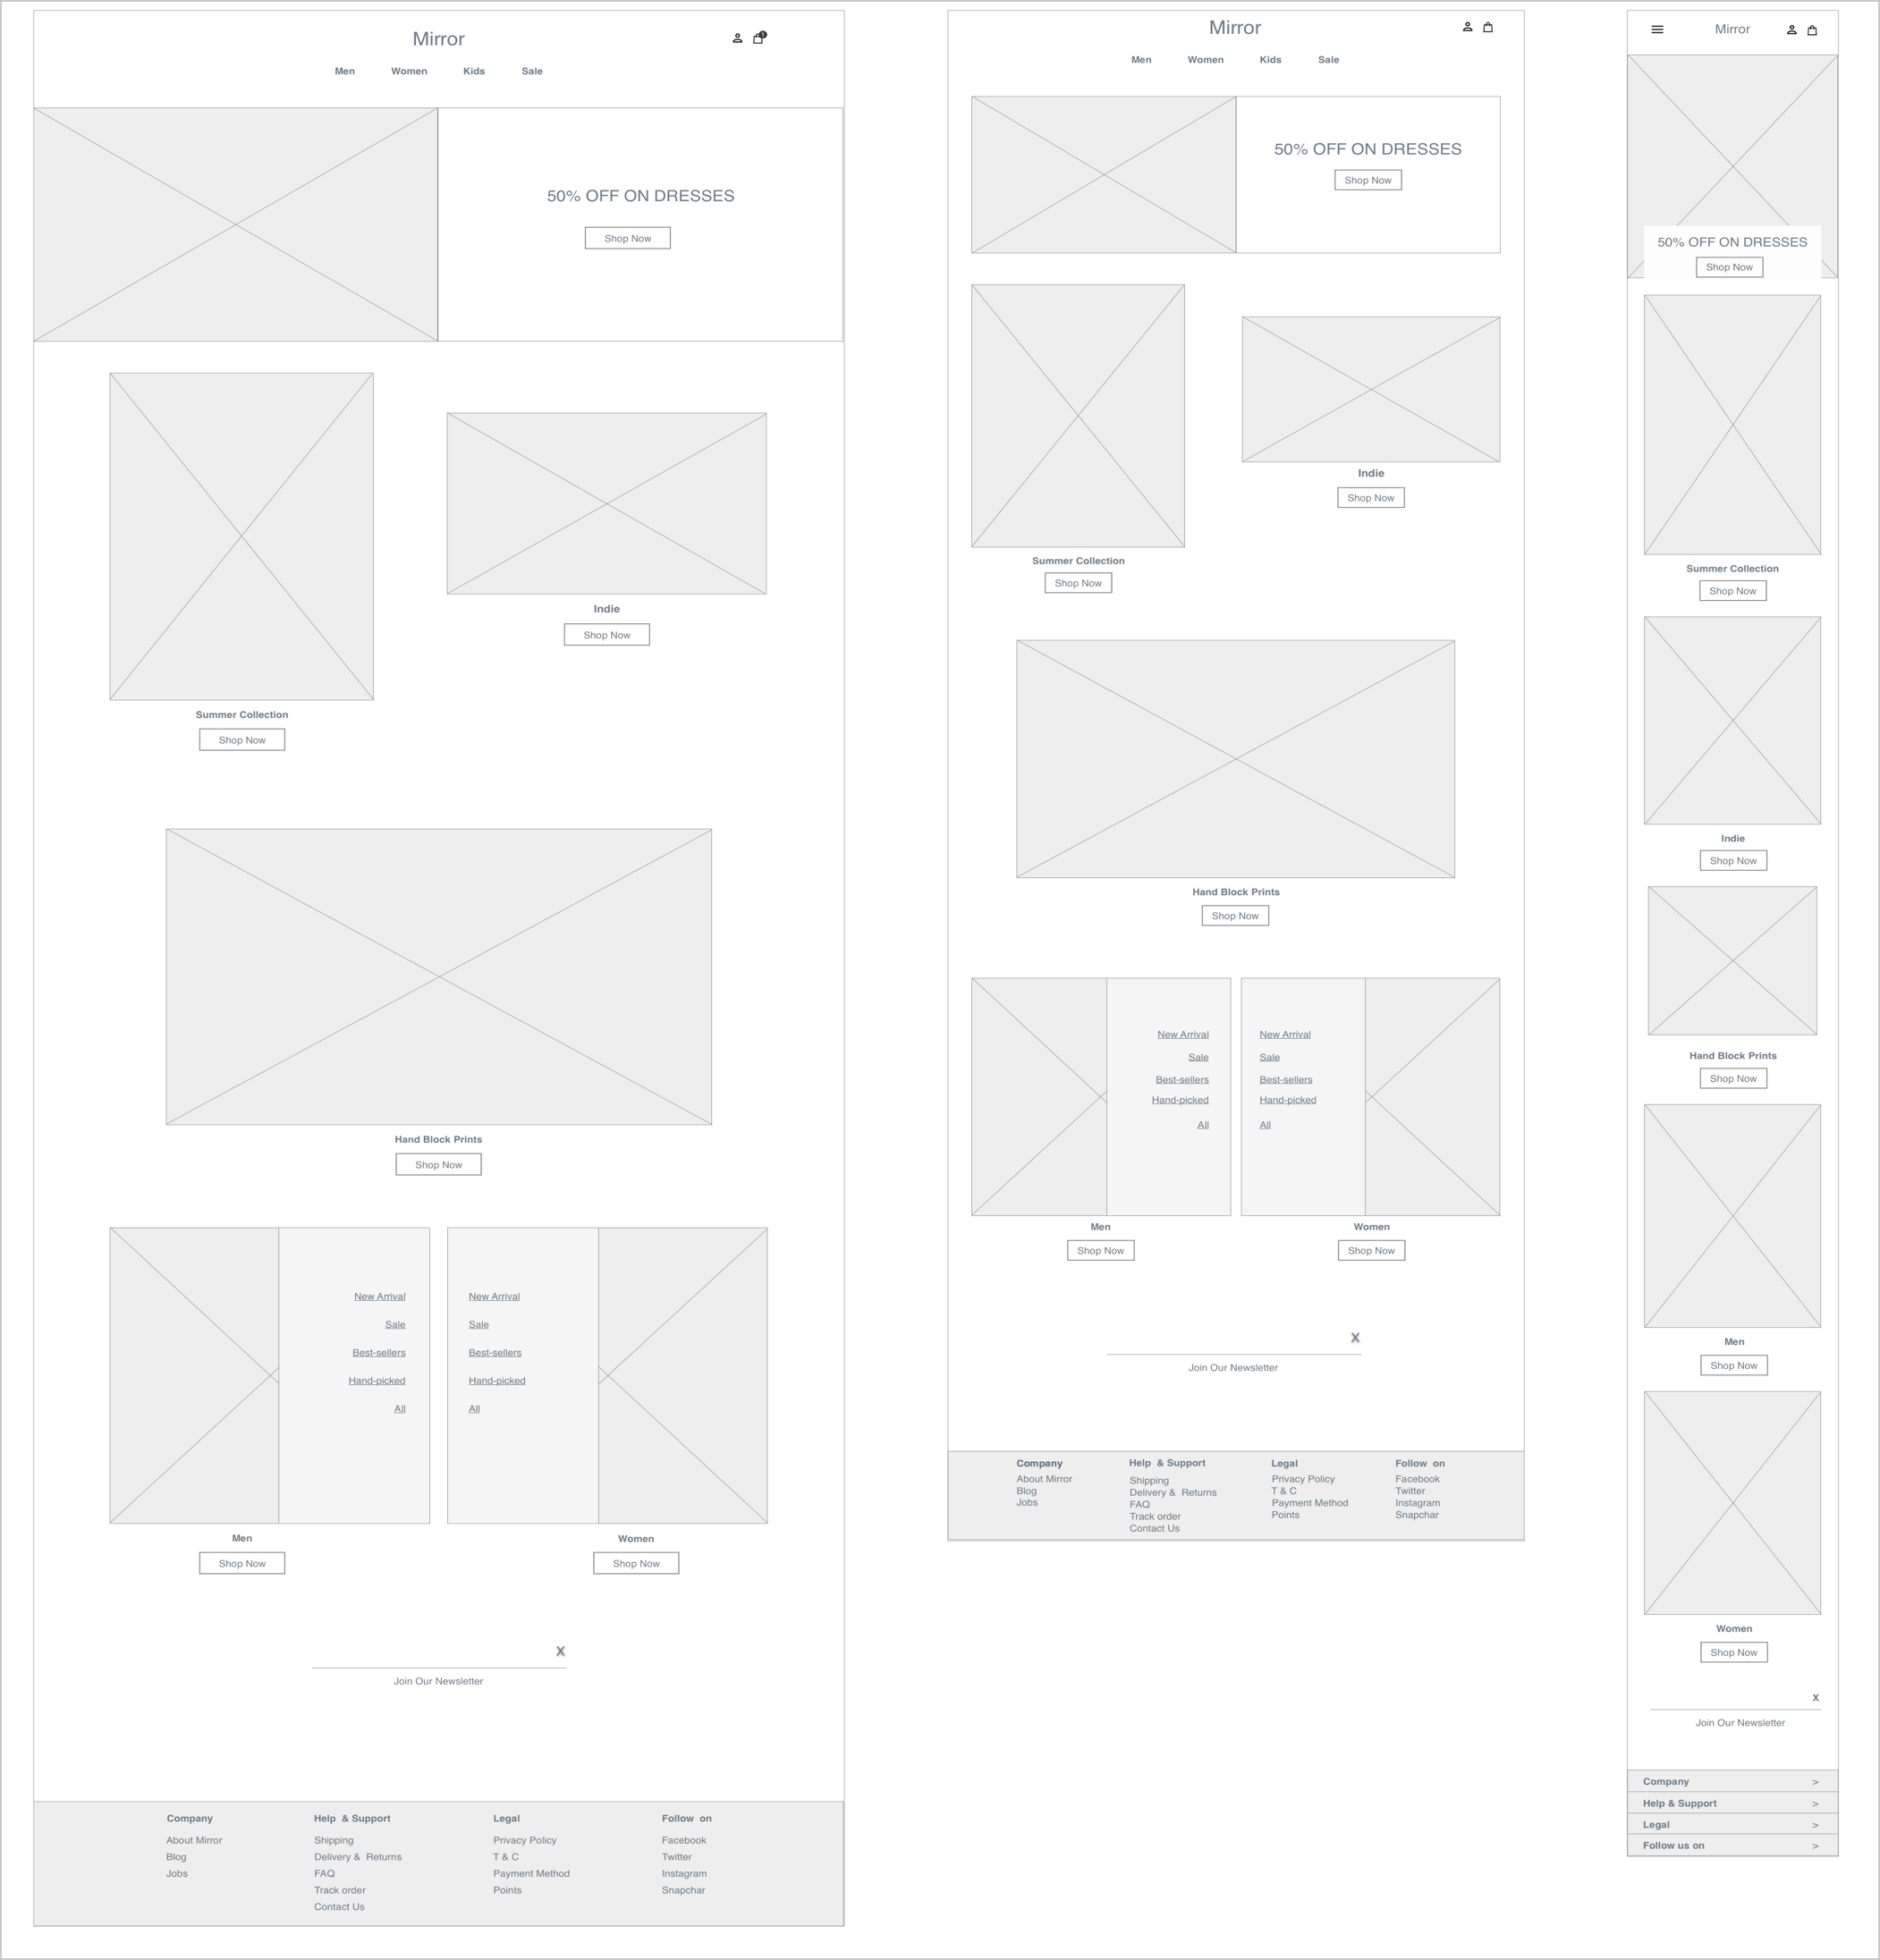 Mirror
1
Men Women Kids Sale
50% OFF ON DRESSES
Shop Now
Indie
Shop Now
Summer Collection
Shop Now
Hand Block Prints
Shop Now
New Arrival
Sale
Best-sellers
Hand-picked
All
New Arrival
Sale
Best-sellers
Hand-picked
All
Men
Shop Now
Women
Shop Now
X
Join Our Newsletter
Company
About Mirror
Blog
Jobs
Help & Support
Shipping
Delivery & Returns
FAQ
Track order
Contact Us
Legal
Privacy Policy
T & C
Payment Method
Points
Follow on
Facebook
Twitter
Instagram
Snapchar
Mirror
Men Women Kids Sale
50% OFF ON DRESSES
Shop Now
Indie
Shop Now
Summer Collection
Shop Now
Hand Block Prints
Shop Now
New Arrival
Sale
Best-sellers
Hand-picked
All
New Arrival
Sale
Best-sellers
Hand-picked
All
Men
Shop Now
Women
Shop Now
X
Join Our Newsletter
Company
About Mirror
Blog
Jobs
Help & Support
Shipping
Delivery & Returns
FAQ
Track order
Contact Us
Legal
Privacy Policy
T & C
Payment Method
Points
Follow on
Facebook
Twitter
Instagram
Snapchar
Mirror
50% OFF ON DRESSES
Shop Now
Summer Collection
Shop Now
Indie
Shop Now
Hand Block Prints
Shop Now
Men
Shop Now
Women
Shop Now
X
Join Our Newsletter
Company >
Help & Support >
Legal >
Follow us on >